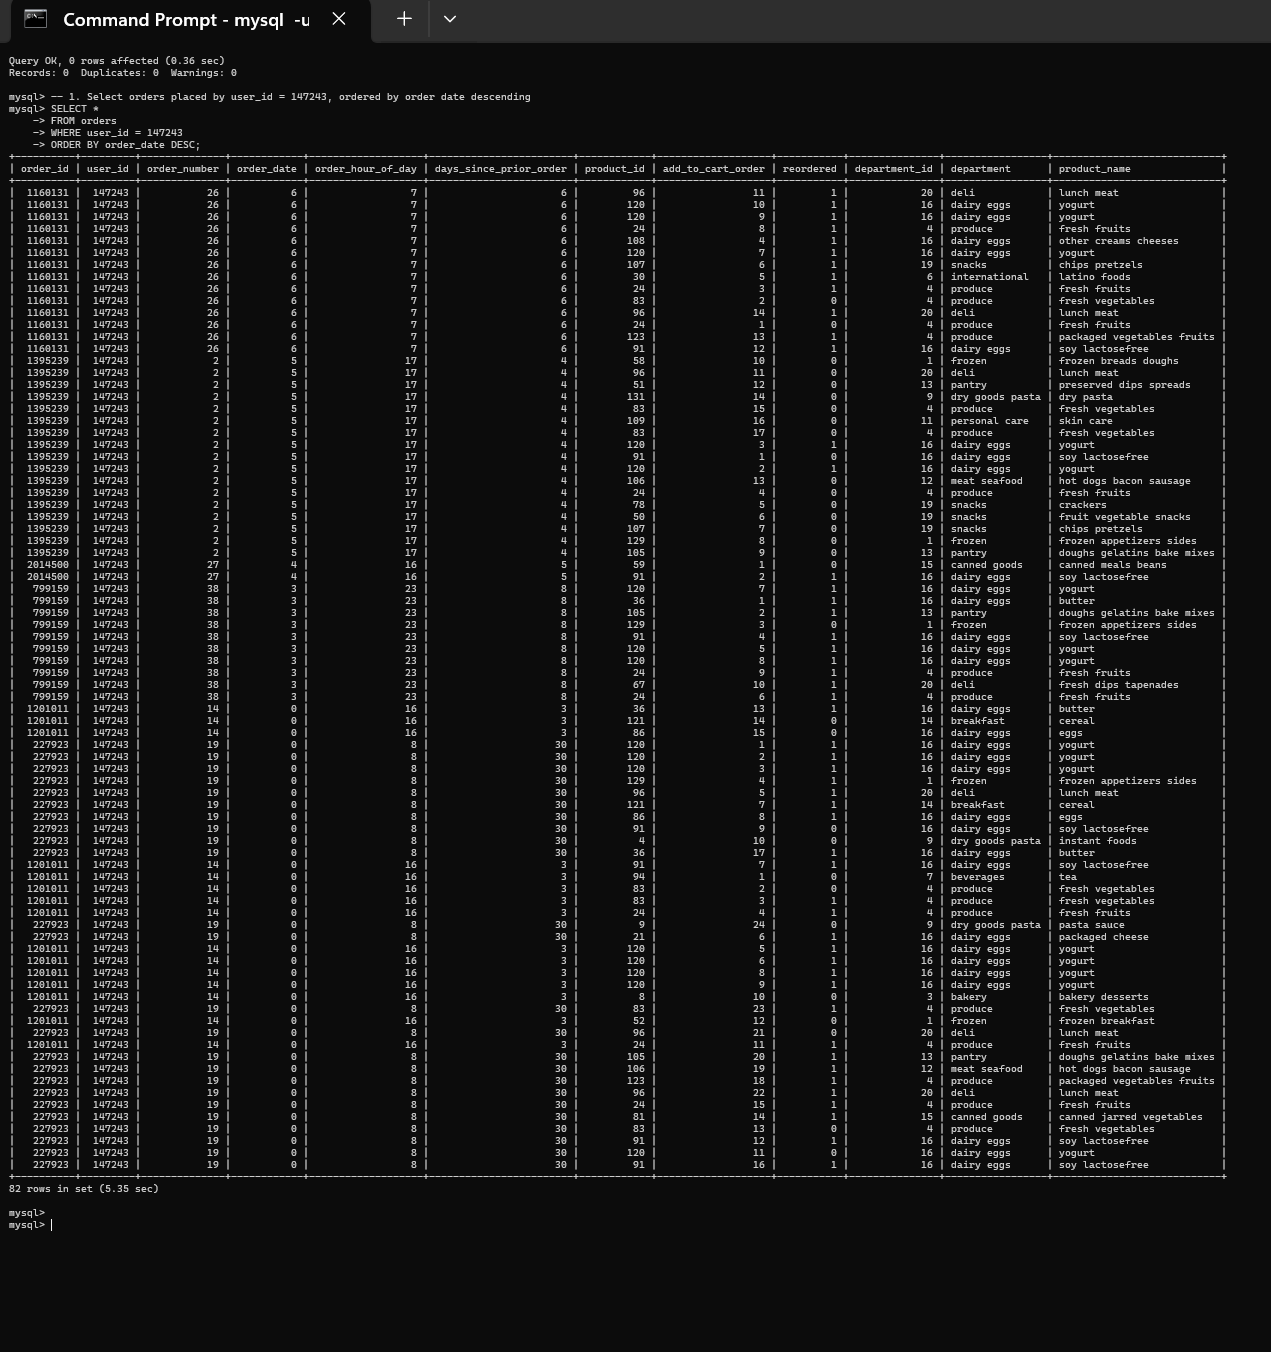 Command Prompt - mysql  -u
Query OK, 0 rows affected (0.36 sec)
Records: 0  Duplicates: 0  Warnings: 0
mysql> -- 1. Select orders placed by user_id = 147243, ordered by order date descending
mysql> SELECT *
    -> FROM orders
    -> WHERE user_id = 147243
    -> ORDER BY order_date DESC;
| order_id | user_id | order_number | order_date | order_hour_of_day | days_since_prior_order | product_id | add_to_cart_order | reordered | department_id | department | product_name |
| 1160131 | 147243 | 26 | 6 | 7 | 6 | 96 | 11 | 1 | 20 | deli | lunch meat |
| 1160131 | 147243 | 26 | 6 | 7 | 6 | 120 | 10 | 1 | 16 | dairy eggs | yogurt |
| 1160131 | 147243 | 26 | 6 | 7 | 6 | 120 | 9 | 1 | 16 | dairy eggs | yogurt |
| 1160131 | 147243 | 26 | 6 | 7 | 6 | 24 | 8 | 1 | 4 | produce | fresh fruits |
| 1160131 | 147243 | 26 | 6 | 7 | 6 | 108 | 4 | 1 | 16 | dairy eggs | other creams cheeses |
| 1160131 | 147243 | 26 | 6 | 7 | 6 | 120 | 7 | 1 | 16 | dairy eggs | yogurt |
| 1160131 | 147243 | 26 | 6 | 7 | 6 | 107 | 6 | 1 | 19 | snacks | chips pretzels |
| 1160131 | 147243 | 26 | 6 | 7 | 6 | 30 | 5 | 1 | 6 | international | latino foods |
| 1160131 | 147243 | 26 | 6 | 7 | 6 | 24 | 3 | 1 | 4 | produce | fresh fruits |
| 1160131 | 147243 | 26 | 6 | 7 | 6 | 83 | 2 | 0 | 4 | produce | fresh vegetables |
| 1160131 | 147243 | 26 | 6 | 7 | 6 | 96 | 14 | 1 | 20 | deli | lunch meat |
| 1160131 | 147243 | 26 | 6 | 7 | 6 | 24 | 1 | 0 | 4 | produce | fresh fruits |
| 1160131 | 147243 | 26 | 6 | 7 | 6 | 123 | 13 | 1 | 4 | produce | packaged vegetables fruits |
| 1160131 | 147243 | 26 | 6 | 7 | 6 | 91 | 12 | 1 | 16 | dairy eggs | soy lactosefree |
| 1395239 | 147243 | 2 | 5 | 17 | 4 | 58 | 10 | 0 | 1 | frozen | frozen breads doughs |
| 1395239 | 147243 | 2 | 5 | 17 | 4 | 96 | 11 | 0 | 20 | deli | lunch meat |
| 1395239 | 147243 | 2 | 5 | 17 | 4 | 51 | 12 | 0 | 13 | pantry | preserved dips spreads |
| 1395239 | 147243 | 2 | 5 | 17 | 4 | 131 | 14 | 0 | 9 | dry goods pasta | dry pasta |
| 1395239 | 147243 | 2 | 5 | 17 | 4 | 83 | 15 | 0 | 4 | produce | fresh vegetables |
| 1395239 | 147243 | 2 | 5 | 17 | 4 | 109 | 16 | 0 | 11 | personal care | skin care |
| 1395239 | 147243 | 2 | 5 | 17 | 4 | 83 | 17 | 0 | 4 | produce | fresh vegetables |
| 1395239 | 147243 | 2 | 5 | 17 | 4 | 120 | 3 | 1 | 16 | dairy eggs | yogurt |
| 1395239 | 147243 | 2 | 5 | 17 | 4 | 91 | 1 | 0 | 16 | dairy eggs | soy lactosefree |
| 1395239 | 147243 | 2 | 5 | 17 | 4 | 120 | 2 | 1 | 16 | dairy eggs | yogurt |
| 1395239 | 147243 | 2 | 5 | 17 | 4 | 106 | 13 | 0 | 12 | meat seafood | hot dogs bacon sausage |
| 1395239 | 147243 | 2 | 5 | 17 | 4 | 24 | 4 | 0 | 4 | produce | fresh fruits |
| 1395239 | 147243 | 2 | 5 | 17 | 4 | 78 | 5 | 0 | 19 | snacks | crackers |
| 1395239 | 147243 | 2 | 5 | 17 | 4 | 50 | 6 | 0 | 19 | snacks | fruit vegetable snacks |
| 1395239 | 147243 | 2 | 5 | 17 | 4 | 107 | 7 | 0 | 19 | snacks | chips pretzels |
| 1395239 | 147243 | 2 | 5 | 17 | 4 | 129 | 8 | 0 | 1 | frozen | frozen appetizers sides |
| 1395239 | 147243 | 2 | 5 | 17 | 4 | 105 | 9 | 0 | 13 | pantry | doughs gelatins bake mixes |
| 2014500 | 147243 | 27 | 4 | 16 | 5 | 59 | 1 | 0 | 15 | canned goods | canned meals beans |
| 2014500 | 147243 | 27 | 4 | 16 | 5 | 91 | 2 | 1 | 16 | dairy eggs | soy lactosefree |
| 799159 | 147243 | 38 | 3 | 23 | 8 | 120 | 7 | 1 | 16 | dairy eggs | yogurt |
| 799159 | 147243 | 38 | 3 | 23 | 8 | 36 | 1 | 1 | 16 | dairy eggs | butter |
| 799159 | 147243 | 38 | 3 | 23 | 8 | 105 | 2 | 1 | 13 | pantry | doughs gelatins bake mixes |
| 799159 | 147243 | 38 | 3 | 23 | 8 | 129 | 3 | 0 | 1 | frozen | frozen appetizers sides |
| 799159 | 147243 | 38 | 3 | 23 | 8 | 91 | 4 | 1 | 16 | dairy eggs | soy lactosefree |
| 799159 | 147243 | 38 | 3 | 23 | 8 | 120 | 5 | 1 | 16 | dairy eggs | yogurt |
| 799159 | 147243 | 38 | 3 | 23 | 8 | 120 | 8 | 1 | 16 | dairy eggs | yogurt |
| 799159 | 147243 | 38 | 3 | 23 | 8 | 24 | 9 | 1 | 4 | produce | fresh fruits |
| 799159 | 147243 | 38 | 3 | 23 | 8 | 67 | 10 | 1 | 20 | deli | fresh dips tapenades |
| 799159 | 147243 | 38 | 3 | 23 | 8 | 24 | 6 | 1 | 4 | produce | fresh fruits |
| 1201011 | 147243 | 14 | 0 | 16 | 3 | 36 | 13 | 1 | 16 | dairy eggs | butter |
| 1201011 | 147243 | 14 | 0 | 16 | 3 | 121 | 14 | 0 | 14 | breakfast | cereal |
| 1201011 | 147243 | 14 | 0 | 16 | 3 | 86 | 15 | 0 | 16 | dairy eggs | eggs |
| 227923 | 147243 | 19 | 0 | 8 | 30 | 120 | 1 | 1 | 16 | dairy eggs | yogurt |
| 227923 | 147243 | 19 | 0 | 8 | 30 | 120 | 2 | 1 | 16 | dairy eggs | yogurt |
| 227923 | 147243 | 19 | 0 | 8 | 30 | 120 | 3 | 1 | 16 | dairy eggs | yogurt |
| 227923 | 147243 | 19 | 0 | 8 | 30 | 129 | 4 | 1 | 1 | frozen | frozen appetizers sides |
| 227923 | 147243 | 19 | 0 | 8 | 30 | 96 | 5 | 1 | 20 | deli | lunch meat |
| 227923 | 147243 | 19 | 0 | 8 | 30 | 121 | 7 | 1 | 14 | breakfast | cereal |
| 227923 | 147243 | 19 | 0 | 8 | 30 | 86 | 8 | 1 | 16 | dairy eggs | eggs |
| 227923 | 147243 | 19 | 0 | 8 | 30 | 91 | 9 | 0 | 16 | dairy eggs | soy lactosefree |
| 227923 | 147243 | 19 | 0 | 8 | 30 | 4 | 10 | 0 | 9 | dry goods pasta | instant foods |
| 227923 | 147243 | 19 | 0 | 8 | 30 | 36 | 17 | 1 | 16 | dairy eggs | butter |
| 1201011 | 147243 | 14 | 0 | 16 | 3 | 91 | 7 | 1 | 16 | dairy eggs | soy lactosefree |
| 1201011 | 147243 | 14 | 0 | 16 | 3 | 94 | 1 | 0 | 7 | beverages | tea |
| 1201011 | 147243 | 14 | 0 | 16 | 3 | 83 | 2 | 0 | 4 | produce | fresh vegetables |
| 1201011 | 147243 | 14 | 0 | 16 | 3 | 83 | 3 | 1 | 4 | produce | fresh vegetables |
| 1201011 | 147243 | 14 | 0 | 16 | 3 | 24 | 4 | 1 | 4 | produce | fresh fruits |
| 227923 | 147243 | 19 | 0 | 8 | 30 | 9 | 24 | 0 | 9 | dry goods pasta | pasta sauce |
| 227923 | 147243 | 19 | 0 | 8 | 30 | 21 | 6 | 1 | 16 | dairy eggs | packaged cheese |
| 1201011 | 147243 | 14 | 0 | 16 | 3 | 120 | 5 | 1 | 16 | dairy eggs | yogurt |
| 1201011 | 147243 | 14 | 0 | 16 | 3 | 120 | 6 | 1 | 16 | dairy eggs | yogurt |
| 1201011 | 147243 | 14 | 0 | 16 | 3 | 120 | 8 | 1 | 16 | dairy eggs | yogurt |
| 1201011 | 147243 | 14 | 0 | 16 | 3 | 120 | 9 | 1 | 16 | dairy eggs | yogurt |
| 1201011 | 147243 | 14 | 0 | 16 | 3 | 8 | 10 | 0 | 3 | bakery | bakery desserts |
| 227923 | 147243 | 19 | 0 | 8 | 30 | 83 | 23 | 1 | 4 | produce | fresh vegetables |
| 1201011 | 147243 | 14 | 0 | 16 | 3 | 52 | 12 | 0 | 1 | frozen | frozen breakfast |
| 227923 | 147243 | 19 | 0 | 8 | 30 | 96 | 21 | 0 | 20 | deli | lunch meat |
| 1201011 | 147243 | 14 | 0 | 16 | 3 | 24 | 11 | 1 | 4 | produce | fresh fruits |
| 227923 | 147243 | 19 | 0 | 8 | 30 | 105 | 20 | 1 | 13 | pantry | doughs gelatins bake mixes |
| 227923 | 147243 | 19 | 0 | 8 | 30 | 106 | 19 | 1 | 12 | meat seafood | hot dogs bacon sausage |
| 227923 | 147243 | 19 | 0 | 8 | 30 | 123 | 18 | 1 | 4 | produce | packaged vegetables fruits |
| 227923 | 147243 | 19 | 0 | 8 | 30 | 96 | 22 | 1 | 20 | deli | lunch meat |
| 227923 | 147243 | 19 | 0 | 8 | 30 | 24 | 15 | 1 | 4 | produce | fresh fruits |
| 227923 | 147243 | 19 | 0 | 8 | 30 | 81 | 14 | 1 | 15 | canned goods | canned jarred vegetables |
| 227923 | 147243 | 19 | 0 | 8 | 30 | 83 | 13 | 0 | 4 | produce | fresh vegetables |
| 227923 | 147243 | 19 | 0 | 8 | 30 | 91 | 12 | 1 | 16 | dairy eggs | soy lactosefree |
| 227923 | 147243 | 19 | 0 | 8 | 30 | 120 | 11 | 0 | 16 | dairy eggs | yogurt |
| 227923 | 147243 | 19 | 0 | 8 | 30 | 91 | 16 | 1 | 16 | dairy eggs | soy lactosefree |
82 rows in set (5.35 sec)
mysql>
mysql>